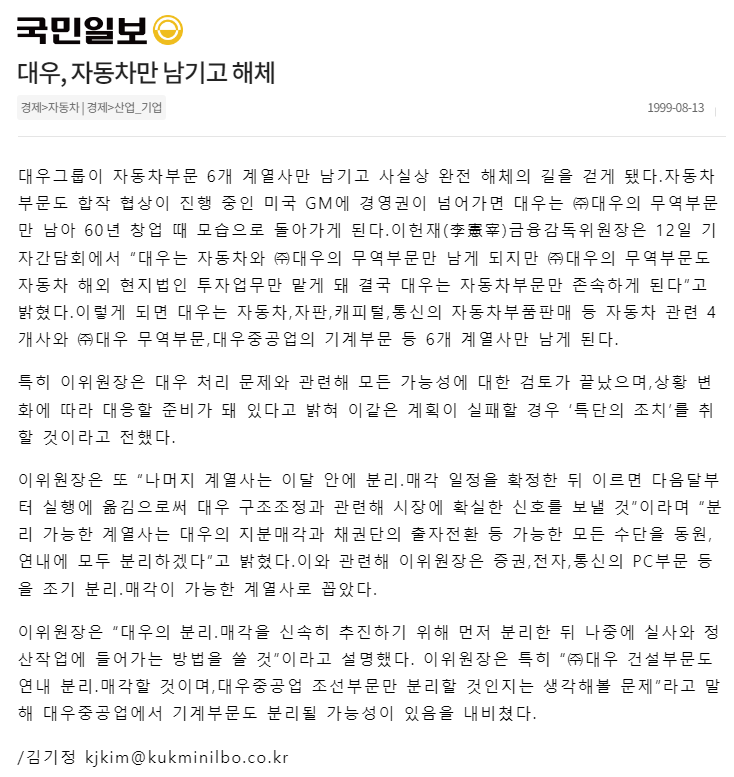 국민일보
대우, 자동차만 남기고 해체
경제>자동차 | 경제>산업_기업
1999-08-13
대우그룹이 자동차부문 6개 계열사만 남기고 사실상 완전 해체의 길을 걷게 됐다.자동차
부문도 합작 협상이 진행 중인 미국 GM에 경영권이 넘어가면 대우는 ㈜대우의 무역부문
만 남아 60년 창업 때 모습으로 돌아가게 된다.이헌재(李憲宰)금융감독위원장은 12일 기
자간담회에서 “대우는 자동차와 ㈜대우의 무역부문만 남게 되지만 ㈜대우의 무역부문도
자동차 해외 현지법인 투자업무만 맡게 돼 결국 대우는 자동차부문만 존속하게 된다”고
밝혔다.이렇게 되면 대우는 자동차,자판,캐피털,통신의 자동차부품판매 등 자동차 관련 4
개사와 ㈜대우 무역부문,대우중공업의 기계부문 등 6개 계열사만 남게 된다.
특히 이위원장은 대우 처리 문제와 관련해 모든 가능성에 대한 검토가 끝났으며,상황 변
화에 따라 대응할 준비가 돼 있다고 밝혀 이같은 계획이 실패할 경우 ‘특단의 조치’를 취
할 것이라고 전했다.
이위원장은 또 “나머지 계열사는 이달 안에 분리.매각 일정을 확정한 뒤 이르면 다음달부
터 실행에 옮김으로써 대우 구조조정과 관련해 시장에 확실한 신호를 보낼 것”이라며 “분
리 가능한 계열사는 대우의 지분매각과 채권단의 출자전환 등 가능한 모든 수단을 동원,
연내에 모두 분리하겠다”고 밝혔다.이와 관련해 이위원장은 증권,전자,통신의 PC부문 등
을 조기 분리.매각이 가능한 계열사로 꼽았다.
이위원장은 “대우의 분리.매각을 신속히 추진하기 위해 먼저 분리한 뒤 나중에 실사와 정
산작업에 들어가는 방법을 쓸 것”이라고 설명했다. 이위원장은 특히 “㈜대우 건설부문도
연내 분리.매각할 것이며,대우중공업 조선부문만 분리할 것인지는 생각해볼 문제”라고 말
해 대우중공업에서 기계부문도 분리될 가능성이 있음을 내비쳤다.
/김기정 kjkim@kukminilbo.co.kr